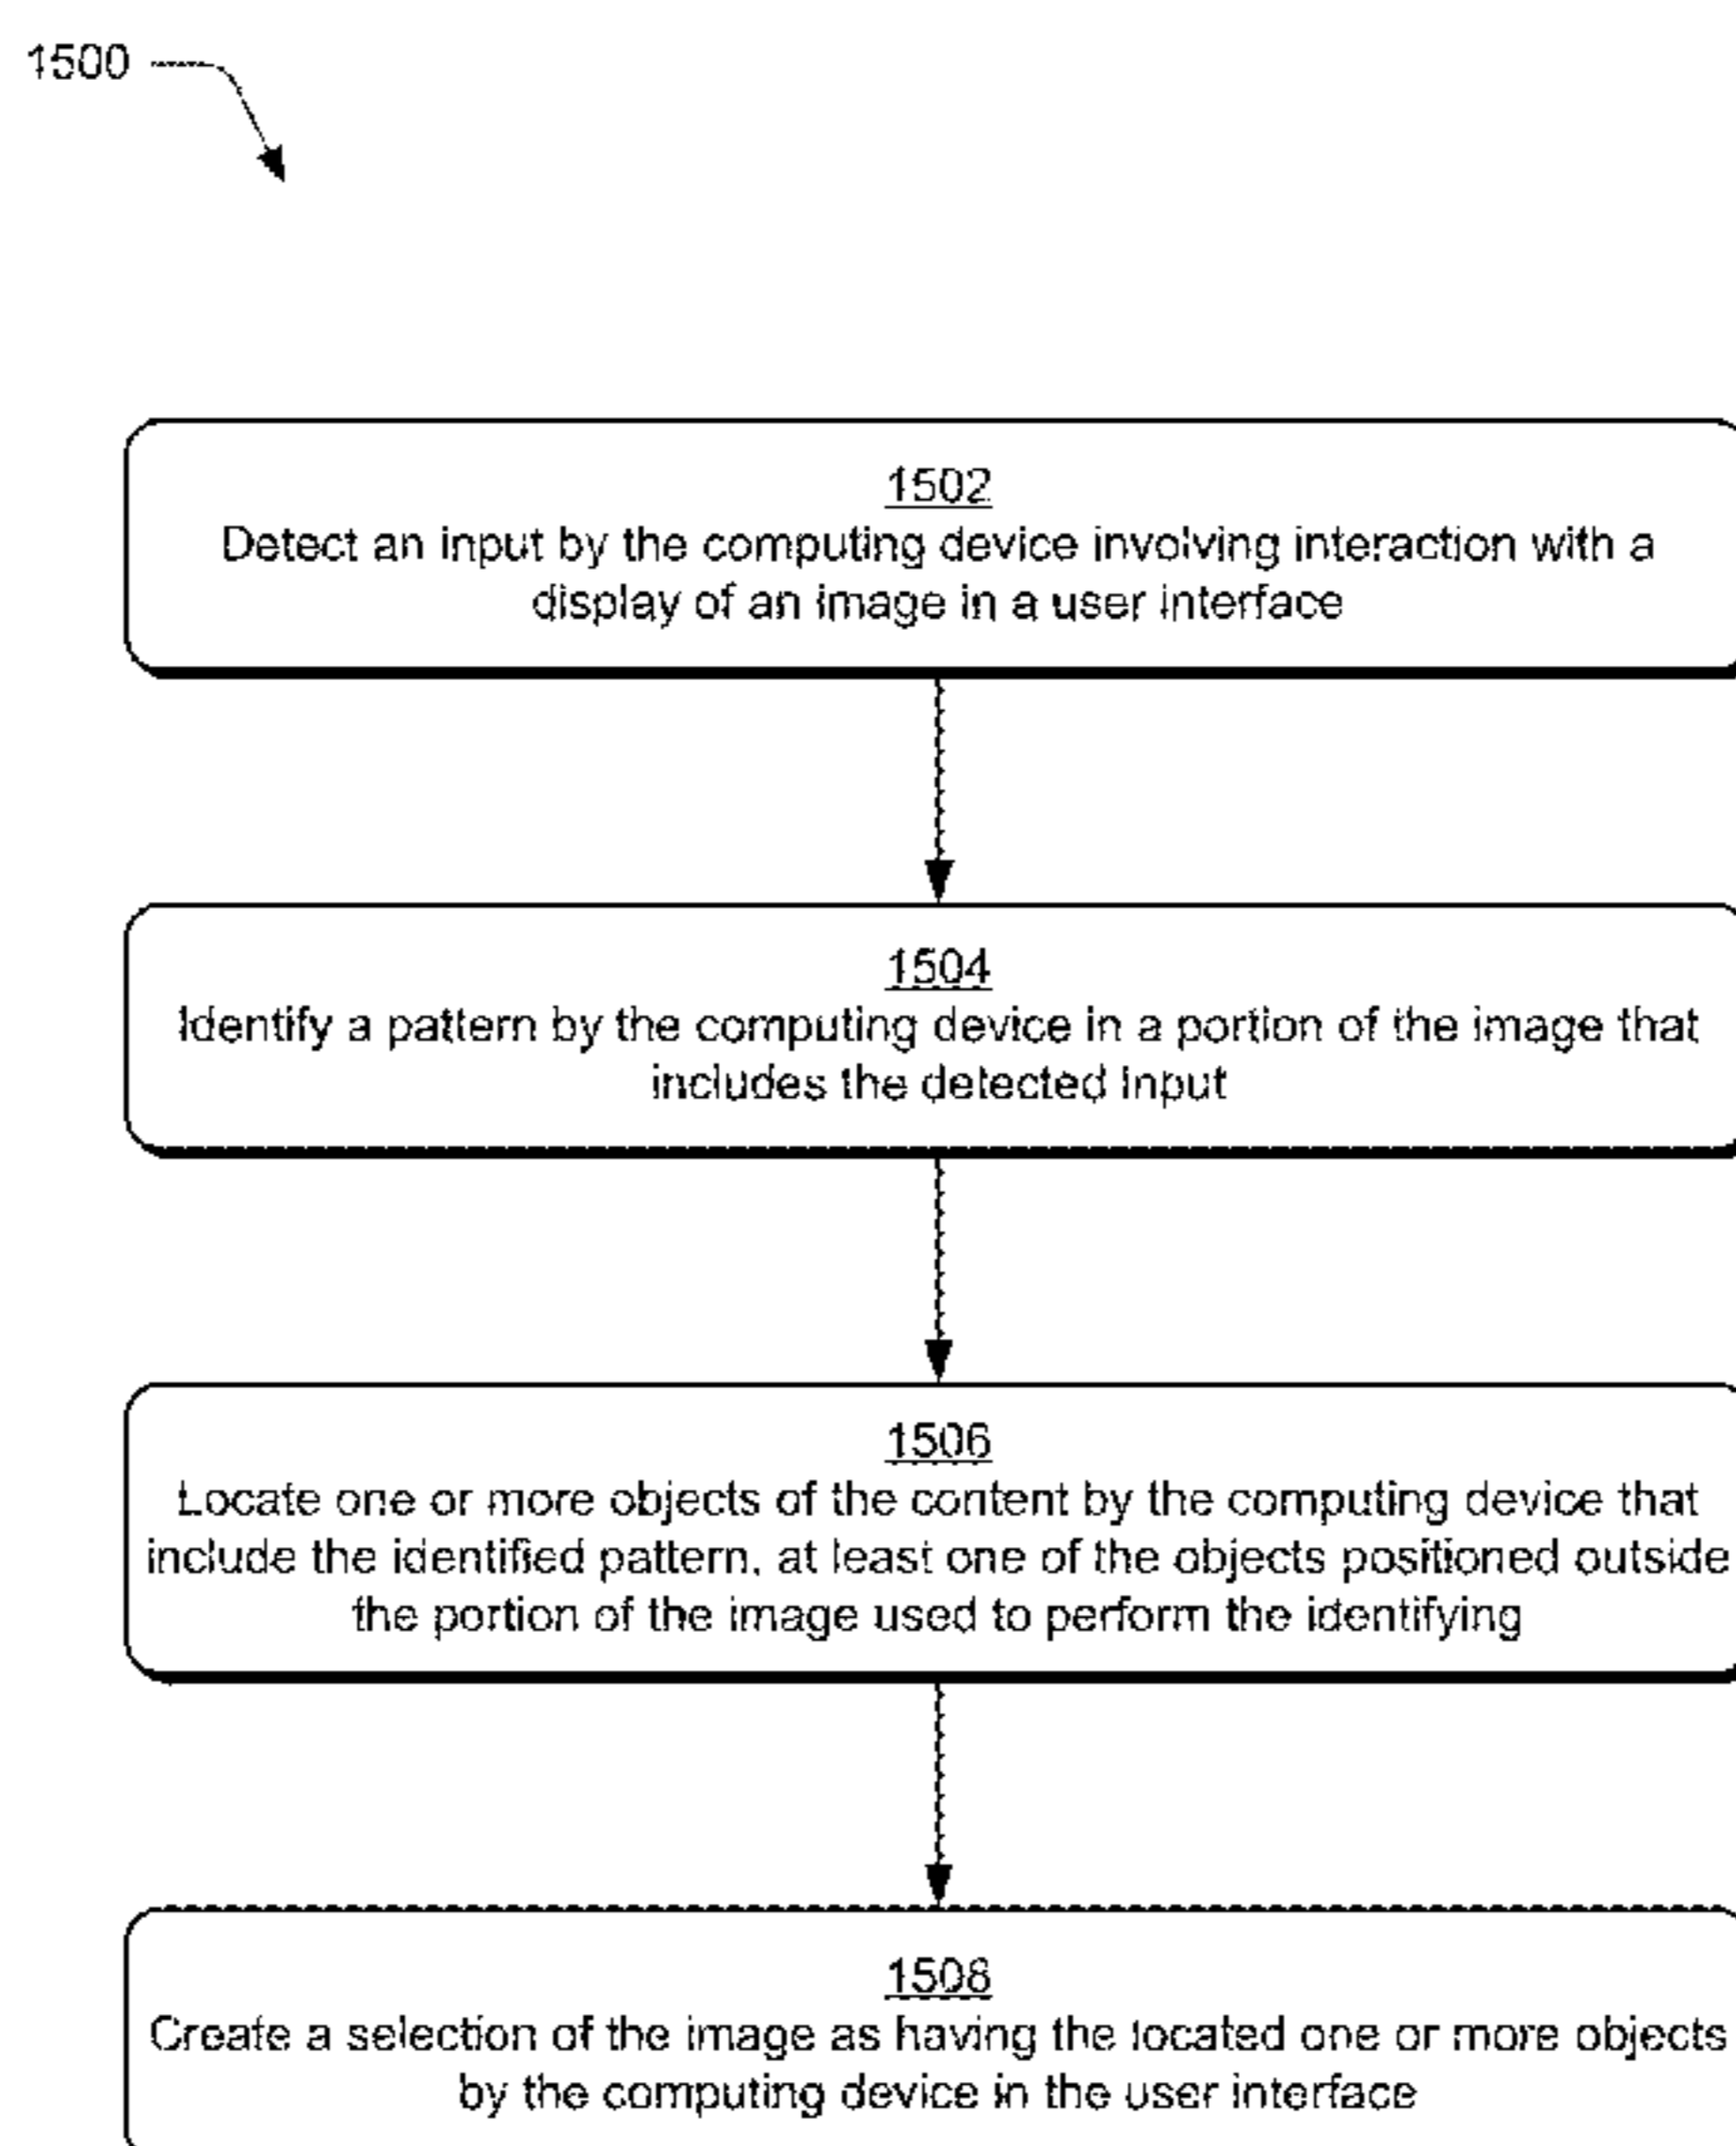 1500
1502
Detect an input by the computing device involving interaction with a
display of an image in a user interface
1504
Identify a pattern by the computing device in a portion of the image that
includes the detected input
1506
Locate one or more objects of the content by the computing device that
include the identified pattern, at least one of the objects positioned outside
the portion of the image used to perform the identifying
1508
Create a selection of the image as having the located one or more objects
by the computing device in the user interface